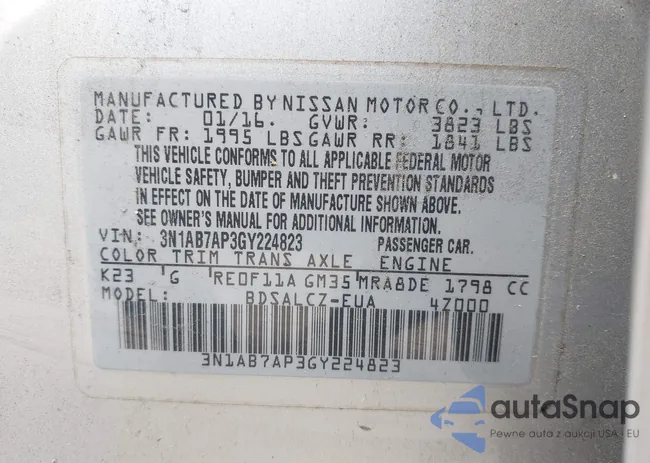 MANUFACTURED BY NISSAN MOTOR CO., LTD.
DATE: 01/16. GVWR: 3823 LBS
GAWR FR: 1995 LBS GAWR RR: 1841 LBS
THIS VEHICLE CONFORMS TO ALL APPLICABLE FEDERAL MOTOR
VEHICLE SAFETY, BUMPER AND THEFT PREVENTION STANDARDS
IN EFFECT ON THE DATE OF MANUFACTURE SHOWN ABOVE.
SEE OWNER'S MANUAL FOR ADDITIONAL INFORMATION.
VIN: 3N1AB7AP3GY224823 PASSENGER CAR.
COLOR TRIM TRANS AXLE ENGINE
K23 G RE0F11A GM35 MRA8DE 1798 CC
MODEL: BDSALCZ-EUA 4Z000
3N1AB7AP3GY224823
autoSnap
Pewne auta z aukcji USA i EU